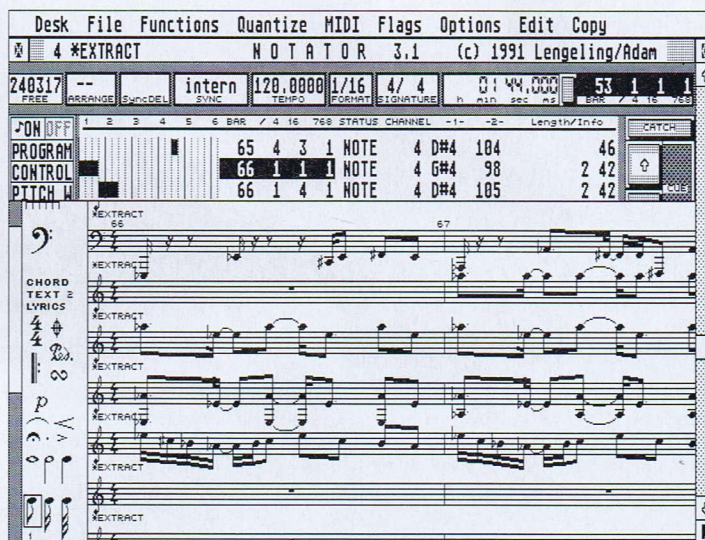 Desk File Functions Quantize MIDI Flags Options Edit Copy
4 *EXTRACT N O T A T O R 3.1 (c) 1991 Lengeling/Adam
240317 -- intern 120.0000 1/16 4/ 4 01 44.000 53 1 1 1
FREE ARRANGE SyncDEL SYNC TEMPO FORMAT SIGNATURE h min sec ms BAR / 4 16 768
ON OFF 1 2 3 4 5 6 BAR / 4 16 768 STATUS CHANNEL -1- -2- Length/Info CATCH
PROGRAM 65 4 3 1 NOTE 4 D#4 104 46
CONTROL 66 1 1 1 NOTE 4 G#4 98 2 42
PITCH W 66 1 4 1 NOTE 4 D#4 105 2 42 CUE
*EXTRACT
66 67
*EXTRACT
CHORD
TEXT 2
LYRICS
*EXTRACT
*EXTRACT
*EXTRACT
*EXTRACT
*EXTRACT